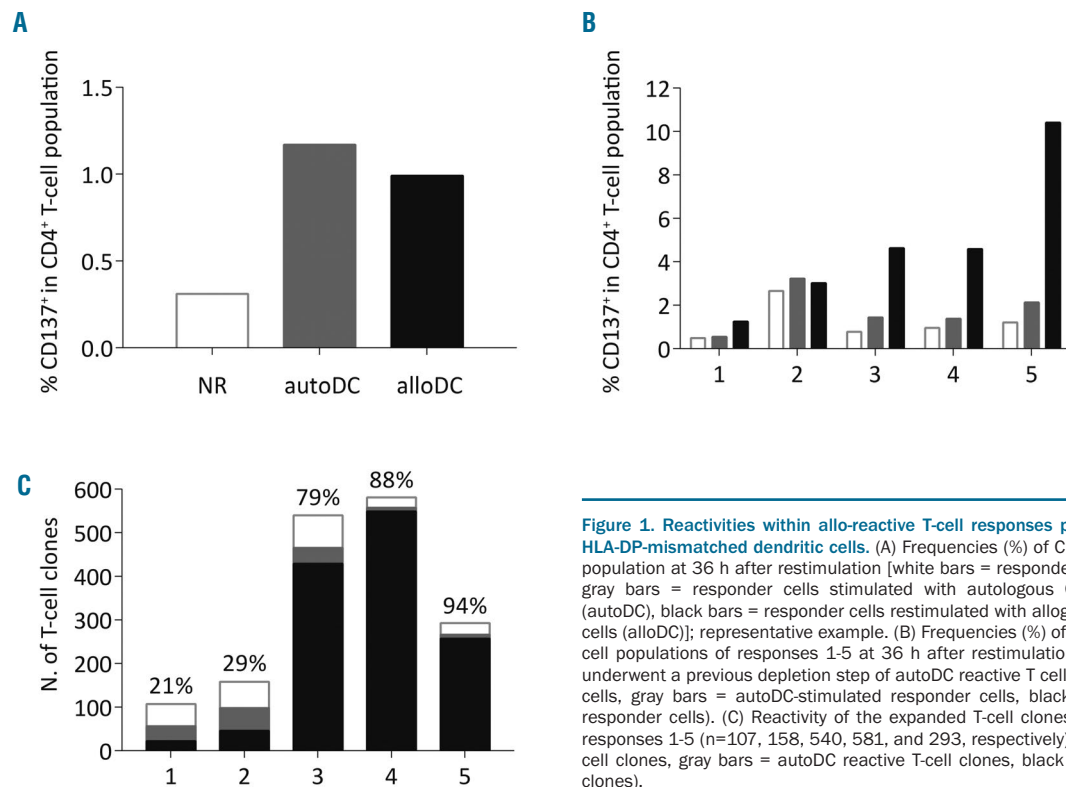 A
% CD137+ in CD4+ T-cell population
1.5
1.0
0.5
0.0
NR autoDC alloDC
B
% CD137+ in CD4+ T-cell population
12
10
8
6
4
2
0
1 2 3 4 5
C
N. of T-cell clones
600
500
400
300
200
100
0
21% 29% 79% 88% 94%
1 2 3 4 5
Figure 1. Reactivities within allo-reactive T-cell responses p
HLA-DP-mismatched dendritic cells. (A) Frequencies (%) of C
population at 36 h after restimulation [white bars = responde
gray bars = responder cells stimulated with autologous
(autoDC), black bars = responder cells restimulated with allog
cells (alloDC)]; representative example. (B) Frequencies (%) of
cell populations of responses 1-5 at 36 h after restimulatio
underwent a previous depletion step of autoDC reactive T cell
cells, gray bars = autoDC-stimulated responder cells, black
responder cells). (C) Reactivity of the expanded T-cell clones
responses 1-5 (n=107, 158, 540, 581, and 293, respectively)
cell clones, gray bars = autoDC reactive T-cell clones, black
clones).